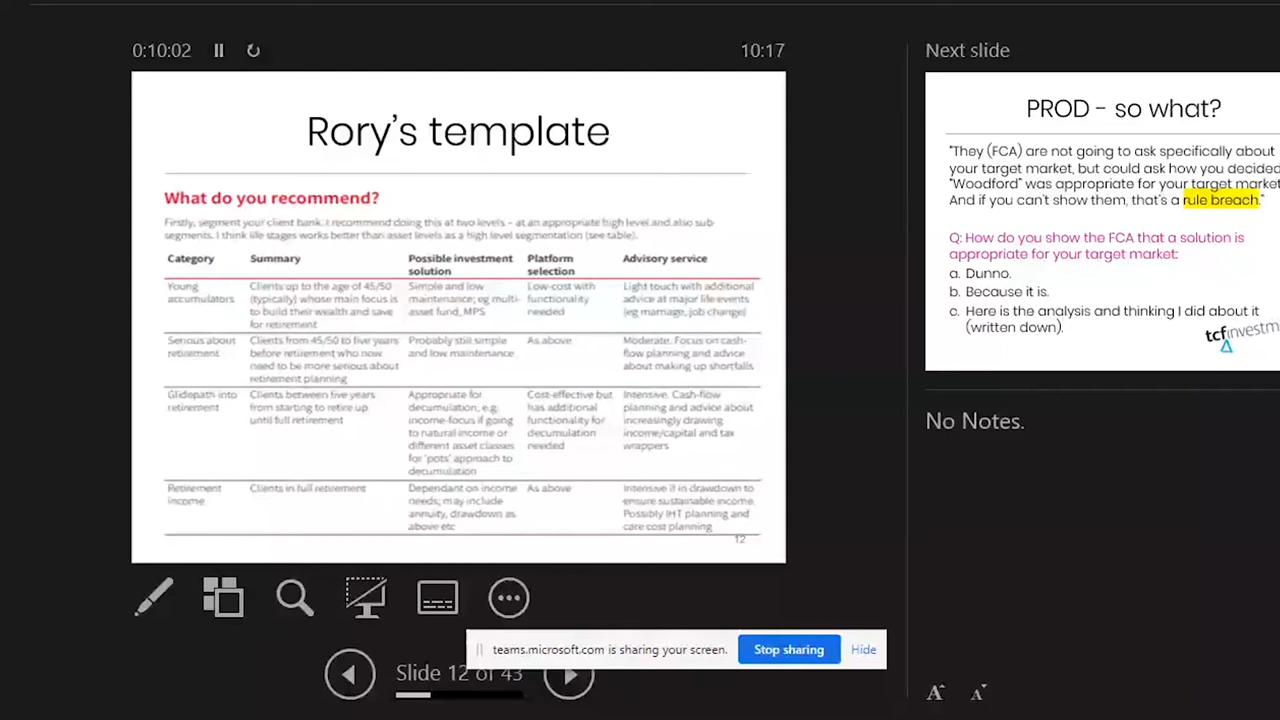 0:10:02
10:17
Rory's template
What do you recommend?
Firstly, segment your client bank. I recommend doing this at two levels – at an appropriate high level and also sub
segments. I think life stages works better than asset levels as a high level segmentation (see table).
Category Summary Possible investment solution Platform selection Advisory service
Young accumulators
Clients up to the age of 45/50
(typically) whose main focus is
to build their wealth and save
for retirement
Simple and low
maintenance; eg multi-
asset fund, MPS
Low-cost with
functionality
needed
Light touch with additional
advice at major life events
(eg marriage, job change)
Serious about
retirement
Clients from 45/50 to five years
before retirement who now
need to be more serious about
retirement planning
Probably still simple
and low maintenance
As above
Moderate. Focus on cash-
flow planning and advice
about making up shortfalls
Glidepath into
retirement
Clients between five years
from starting to retire up
until full retirement
Appropriate for
decumulation; e.g.
income-focus if going
to natural income or
different asset classes
for 'pots' approach to
decumulation
Cost-effective but
has additional
functionality for
decumulation
needed
Intensive. Cash-flow
planning and advice about
increasingly drawing
income/capital and tax
wrappers
Retirement
income
Clients in full retirement
Dependant on income
needs; may include
annuity, drawdown as
above etc
As above
Intensive if in drawdown to
ensure sustainable income.
Possibly IHT planning and
care cost planning
12
Next slide
PROD - so what?
"They (FCA) are not going to ask specifically about
your target market, but could ask how you decided
"Woodford" was appropriate for your target market
And if you can't show them, that's a rule breach."
Q: How do you show the FCA that a solution is
appropriate for your target market:
a. Dunno.
b. Because it is.
c. Here is the analysis and thinking I did about it
(written down).
tcfinvestm
No Notes.
teams.microsoft.com is sharing your screen.
Stop sharing
Hide
Slide 12 of 43
A A